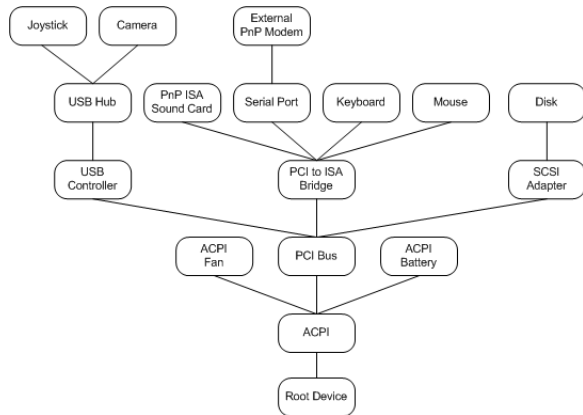 Joystick
Camera
External
PnP Modem
USB Hub
PnP ISA
Sound Card
Serial Port
Keyboard
Mouse
Disk
USB
Controller
PCI to ISA
Bridge
SCSI
Adapter
ACPI
Fan
PCI Bus
ACPI
Battery
ACPI
Root Device